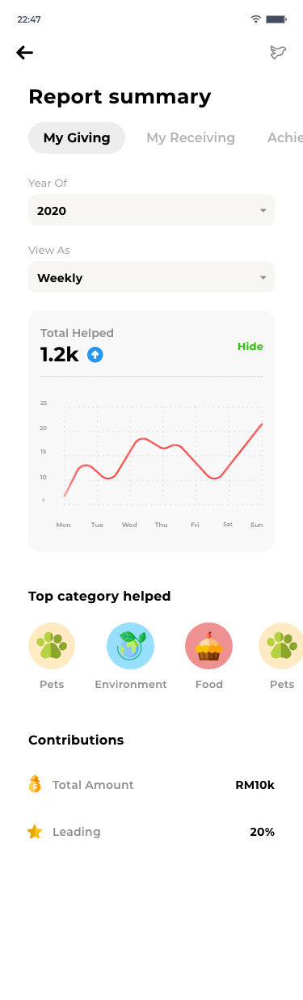 22:47
Report summary
My Giving My Receiving Achie
Year Of
2020
View As
Weekly
Total Helped
1.2k
Hide
25
20
15
10
5
Mon Tue Wed Thu Fri Sat Sun
Top category helped
Pets Environment Food Pets
Contributions
$ Total Amount RM10k
Leading 20%